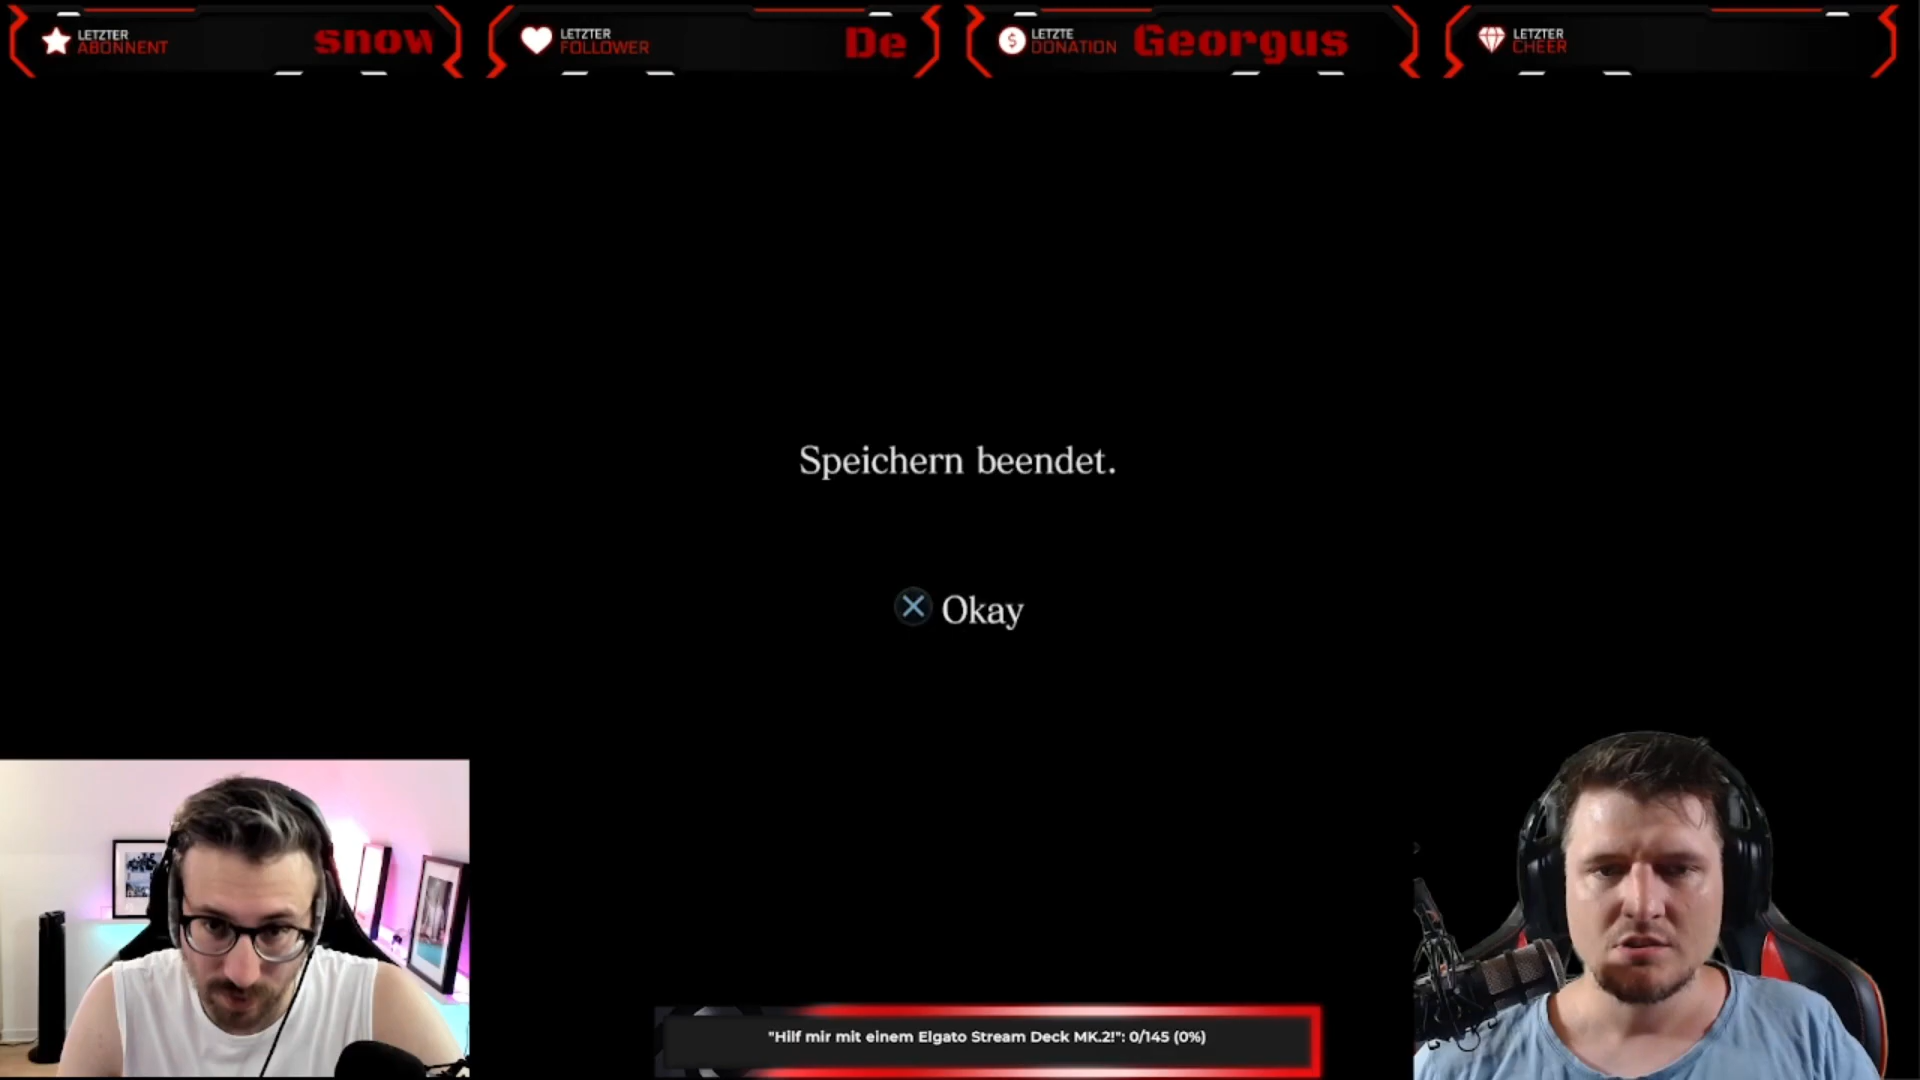 LETZTER
ABONNENT
snow
LETZTER
FOLLOWER
De
LETZTE
DONATION
Georgus
LETZTER
CHEER
Speichern beendet.
Okay
"Hilf mir mit einem Elgato Stream Deck MK.2!": 0/145 (0%)